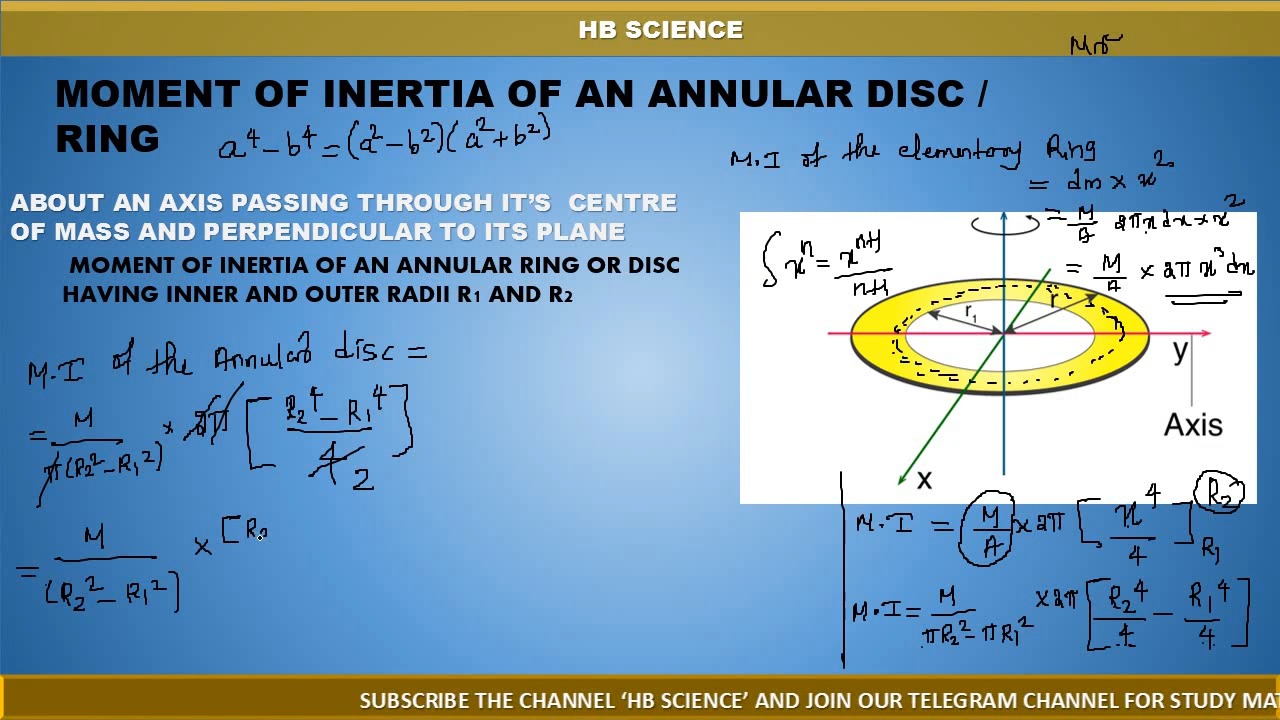 HB SCIENCE
MOMENT OF INERTIA OF AN ANNULAR DISC /
RING
a⁴ − b⁴ = (a² − b²)(a² + b²)
ABOUT AN AXIS PASSING THROUGH IT'S CENTRE
OF MASS AND PERPENDICULAR TO ITS PLANE
MOMENT OF INERTIA OF AN ANNULAR RING OR DISC
HAVING INNER AND OUTER RADII R₁ AND R₂
M.I of the Annular disc =
= M / π(R₂² − R₁²) × 2π [ R₂⁴ − R₁⁴ / 4 ] 2
= M / (R₂² − R₁²) × [ R₂
Mr²
M.I of the elementory Ring
= dm × x²
= M/A 2πx dx × x²
= M/A × 2π x³ dx
∫xⁿ = xⁿ⁺¹ / n+1
r₁
r
y
Axis
x
M.I = M/A × 2π [ x⁴/4 ] R₂ R₁
M.I = M / πR₂² − πR₁² × 2π [ R₂⁴/4 − R₁⁴/4 ]
SUBSCRIBE THE CHANNEL 'HB SCIENCE' AND JOIN OUR TELEGRAM CHANNEL FOR STUDY MA